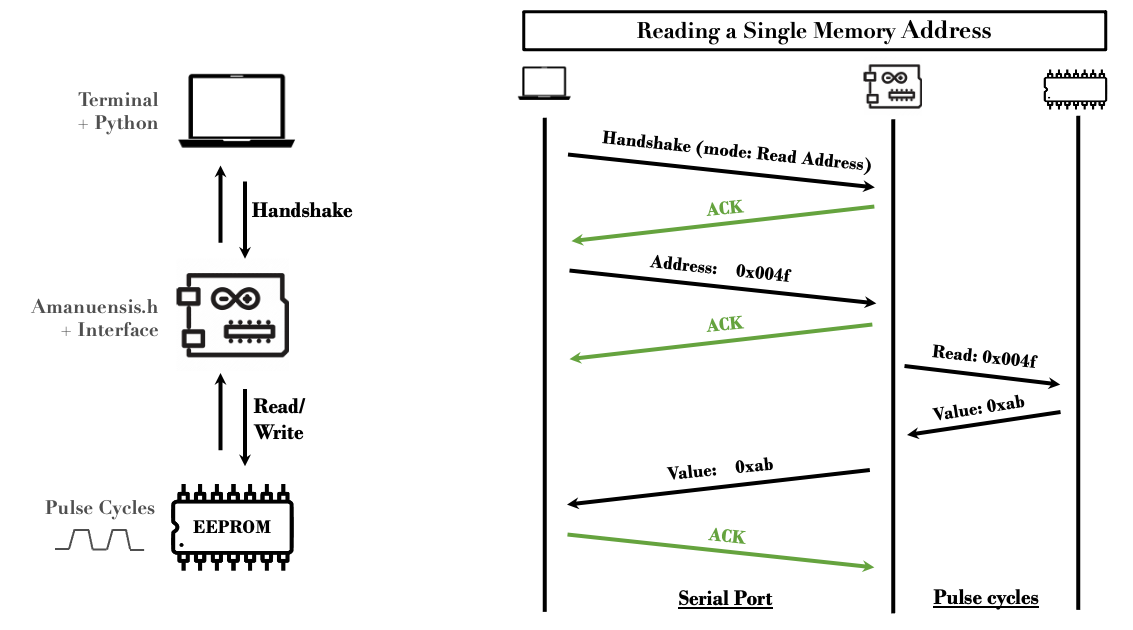 Terminal
+ Python
Handshake
Amanuensis.h
+ Interface
Read/
Write
Pulse Cycles
EEPROM
Reading a Single Memory Address
Handshake (mode: Read Address)
ACK
Address: 0x004f
ACK
Read: 0x004f
Value: 0xab
Value: 0xab
ACK
Serial Port
Pulse cycles